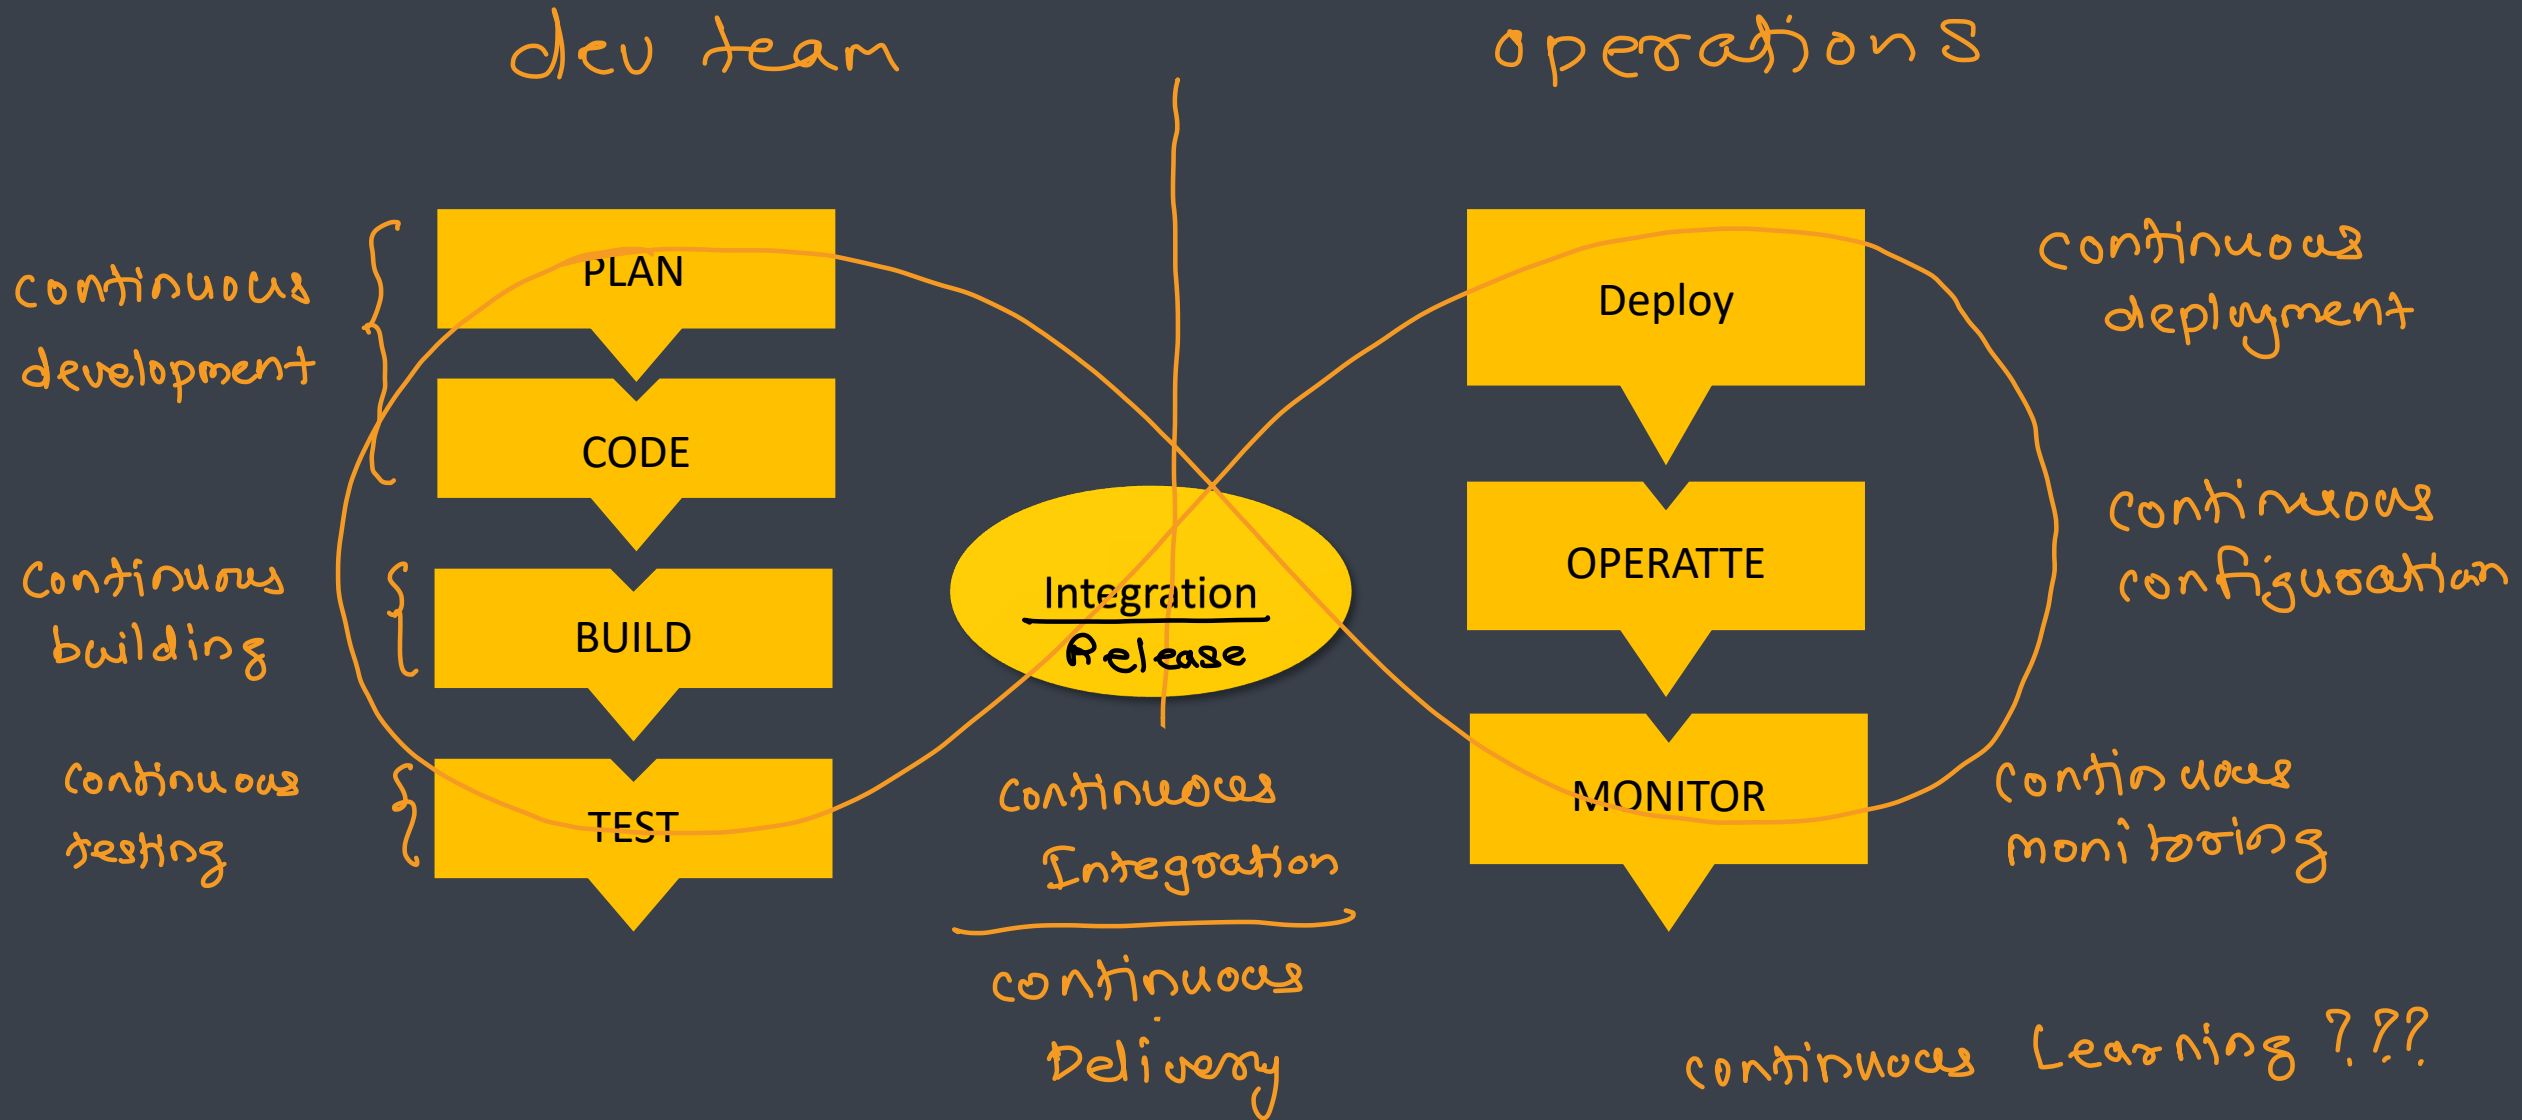 dev team
operations
continuous
development
PLAN
CODE
Continuous
building
BUILD
Continuous
testing
TEST
Integration
Release
Continuous
Integration
continuous
Delivery
Deploy
continuous
deployment
OPERATTE
continuous
configuration
MONITOR
continuous
monitoring
continuous Learning ???